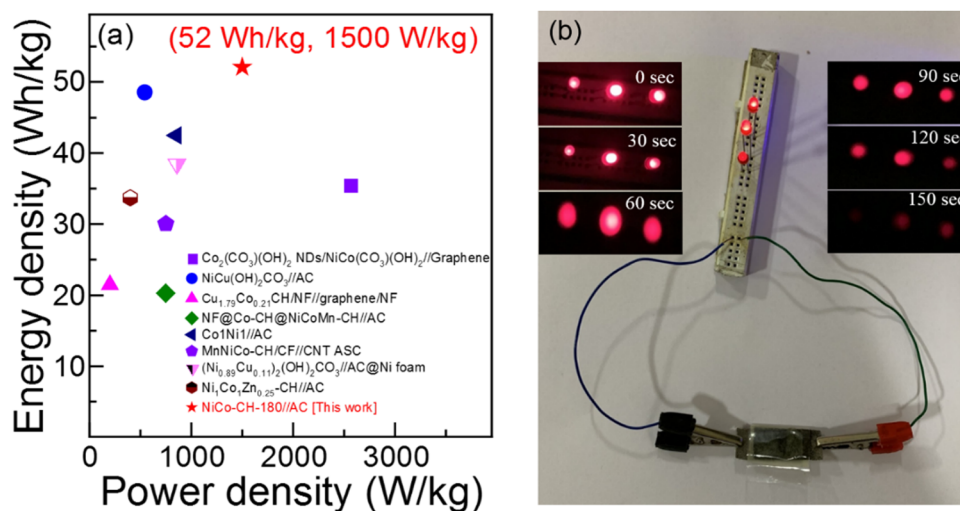 (a)
(52 Wh/kg, 1500 W/kg)
Energy density (Wh/kg)
50
40
30
20
10
Co₂(CO₃)(OH)₂ NDs/NiCo(CO₃)(OH)₂//Graphene
NiCu(OH)₂CO₃//AC
Cu₁.₇₉Co₀.₂₁CH/NF//graphene/NF
NF@Co-CH@NiCoMn-CH//AC
Co1Ni1//AC
MnNiCo-CH/CF//CNT ASC
(Ni₀.₈₉Cu₀.₁₁)₂(OH)₂CO₃//AC@Ni foam
Ni₁Co₁Zn₀.₂₅-CH//AC
NiCo-CH-180//AC [This work]
0 1000 2000 3000
Power density (W/kg)
(b)
0 sec
30 sec
60 sec
90 sec
120 sec
150 sec